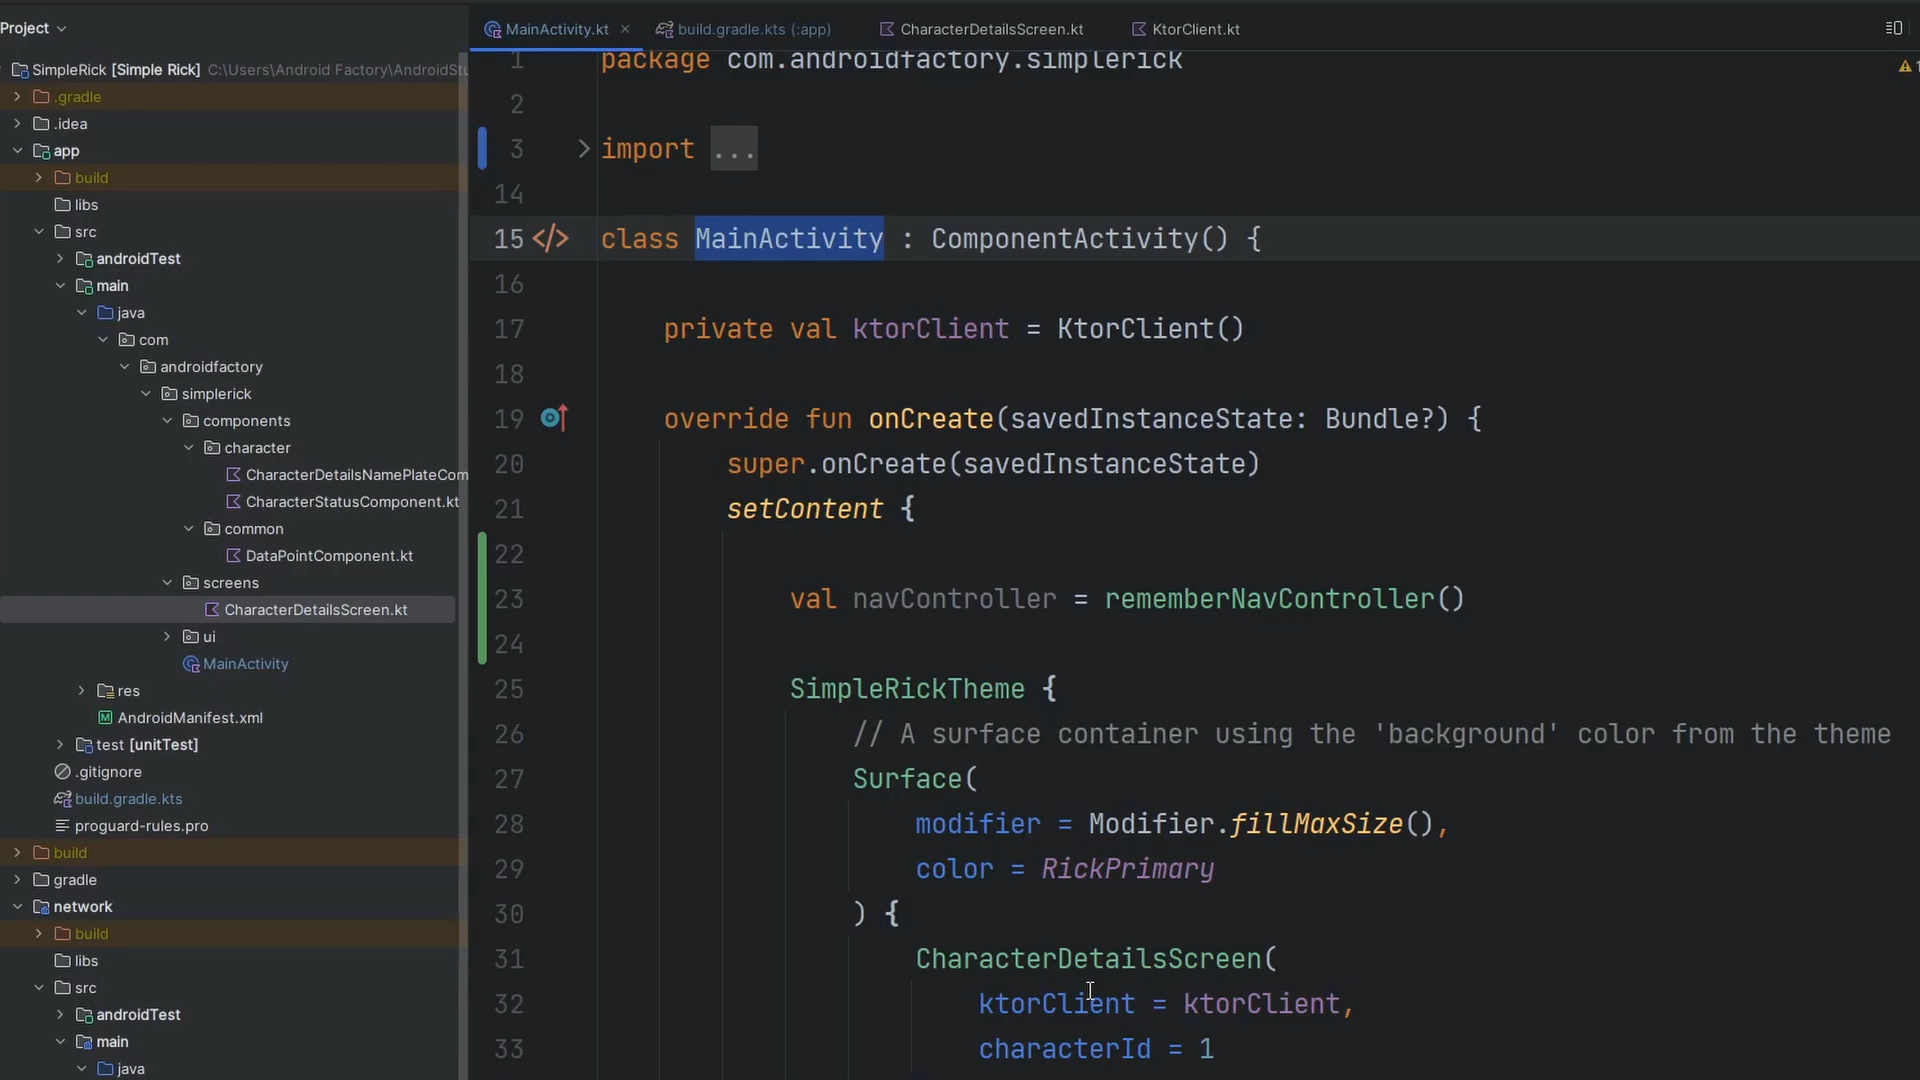 Project
SimpleRick [Simple Rick] C:\Users\Android Factory\AndroidStu
.gradle
.idea
app
build
libs
src
androidTest
main
java
com
androidfactory
simplerick
components
character
CharacterDetailsNamePlateCom
CharacterStatusComponent.kt
common
DataPointComponent.kt
screens
CharacterDetailsScreen.kt
ui
MainActivity
res
AndroidManifest.xml
test [unitTest]
.gitignore
build.gradle.kts
proguard-rules.pro
build
gradle
network
build
libs
src
androidTest
main
java
MainActivity.kt build.gradle.kts (:app) CharacterDetailsScreen.kt KtorClient.kt
1 package com.androidfactory.simplerick
2
3 import ...
14
15 class MainActivity : ComponentActivity() {
16
17 private val ktorClient = KtorClient()
18
19 override fun onCreate(savedInstanceState: Bundle?) {
20 super.onCreate(savedInstanceState)
21 setContent {
22
23 val navController = rememberNavController()
24
25 SimpleRickTheme {
26 // A surface container using the 'background' color from the theme
27 Surface(
28 modifier = Modifier.fillMaxSize(),
29 color = RickPrimary
30 ) {
31 CharacterDetailsScreen(
32 ktorClient = ktorClient,
33 characterId = 1